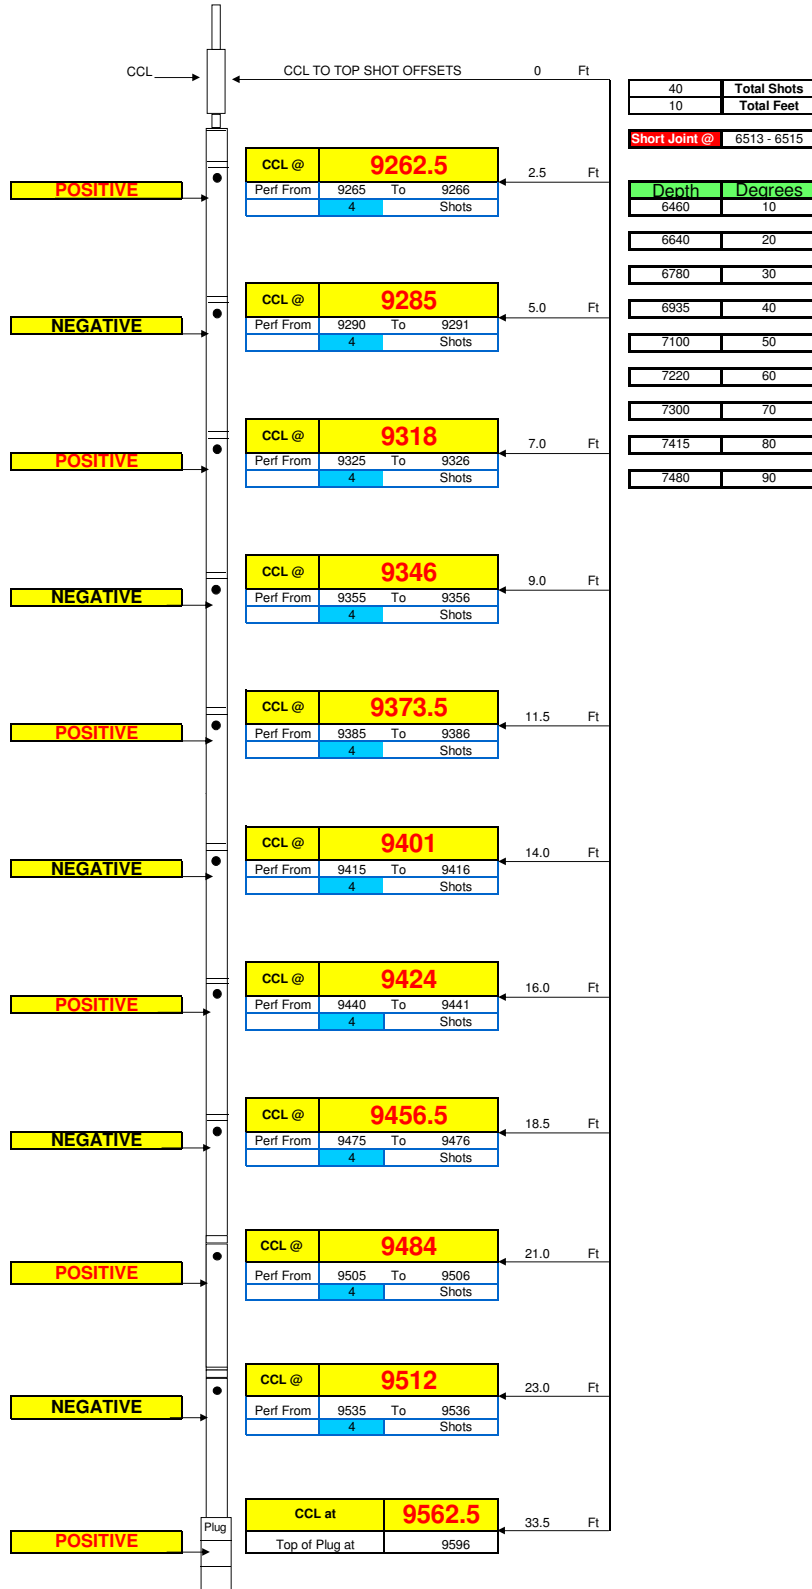 CCL
CCL TO TOP SHOT OFFSETS 0 Ft
40 Total Shots
10 Total Feet
Short Joint @ 6513 - 6515
Depth Degrees
6460 10
6640 20
6780 30
6935 40
7100 50
7220 60
7300 70
7415 80
7480 90
POSITIVE
CCL @ 9262.5
Perf From 9265 To 9266
4 Shots
2.5 Ft
NEGATIVE
CCL @ 9285
Perf From 9290 To 9291
4 Shots
5.0 Ft
POSITIVE
CCL @ 9318
Perf From 9325 To 9326
4 Shots
7.0 Ft
NEGATIVE
CCL @ 9346
Perf From 9355 To 9356
4 Shots
9.0 Ft
POSITIVE
CCL @ 9373.5
Perf From 9385 To 9386
4 Shots
11.5 Ft
NEGATIVE
CCL @ 9401
Perf From 9415 To 9416
4 Shots
14.0 Ft
POSITIVE
CCL @ 9424
Perf From 9440 To 9441
4 Shots
16.0 Ft
NEGATIVE
CCL @ 9456.5
Perf From 9475 To 9476
4 Shots
18.5 Ft
POSITIVE
CCL @ 9484
Perf From 9505 To 9506
4 Shots
21.0 Ft
NEGATIVE
CCL @ 9512
Perf From 9535 To 9536
4 Shots
23.0 Ft
POSITIVE
Plug
CCL at 9562.5
Top of Plug at 9596
33.5 Ft